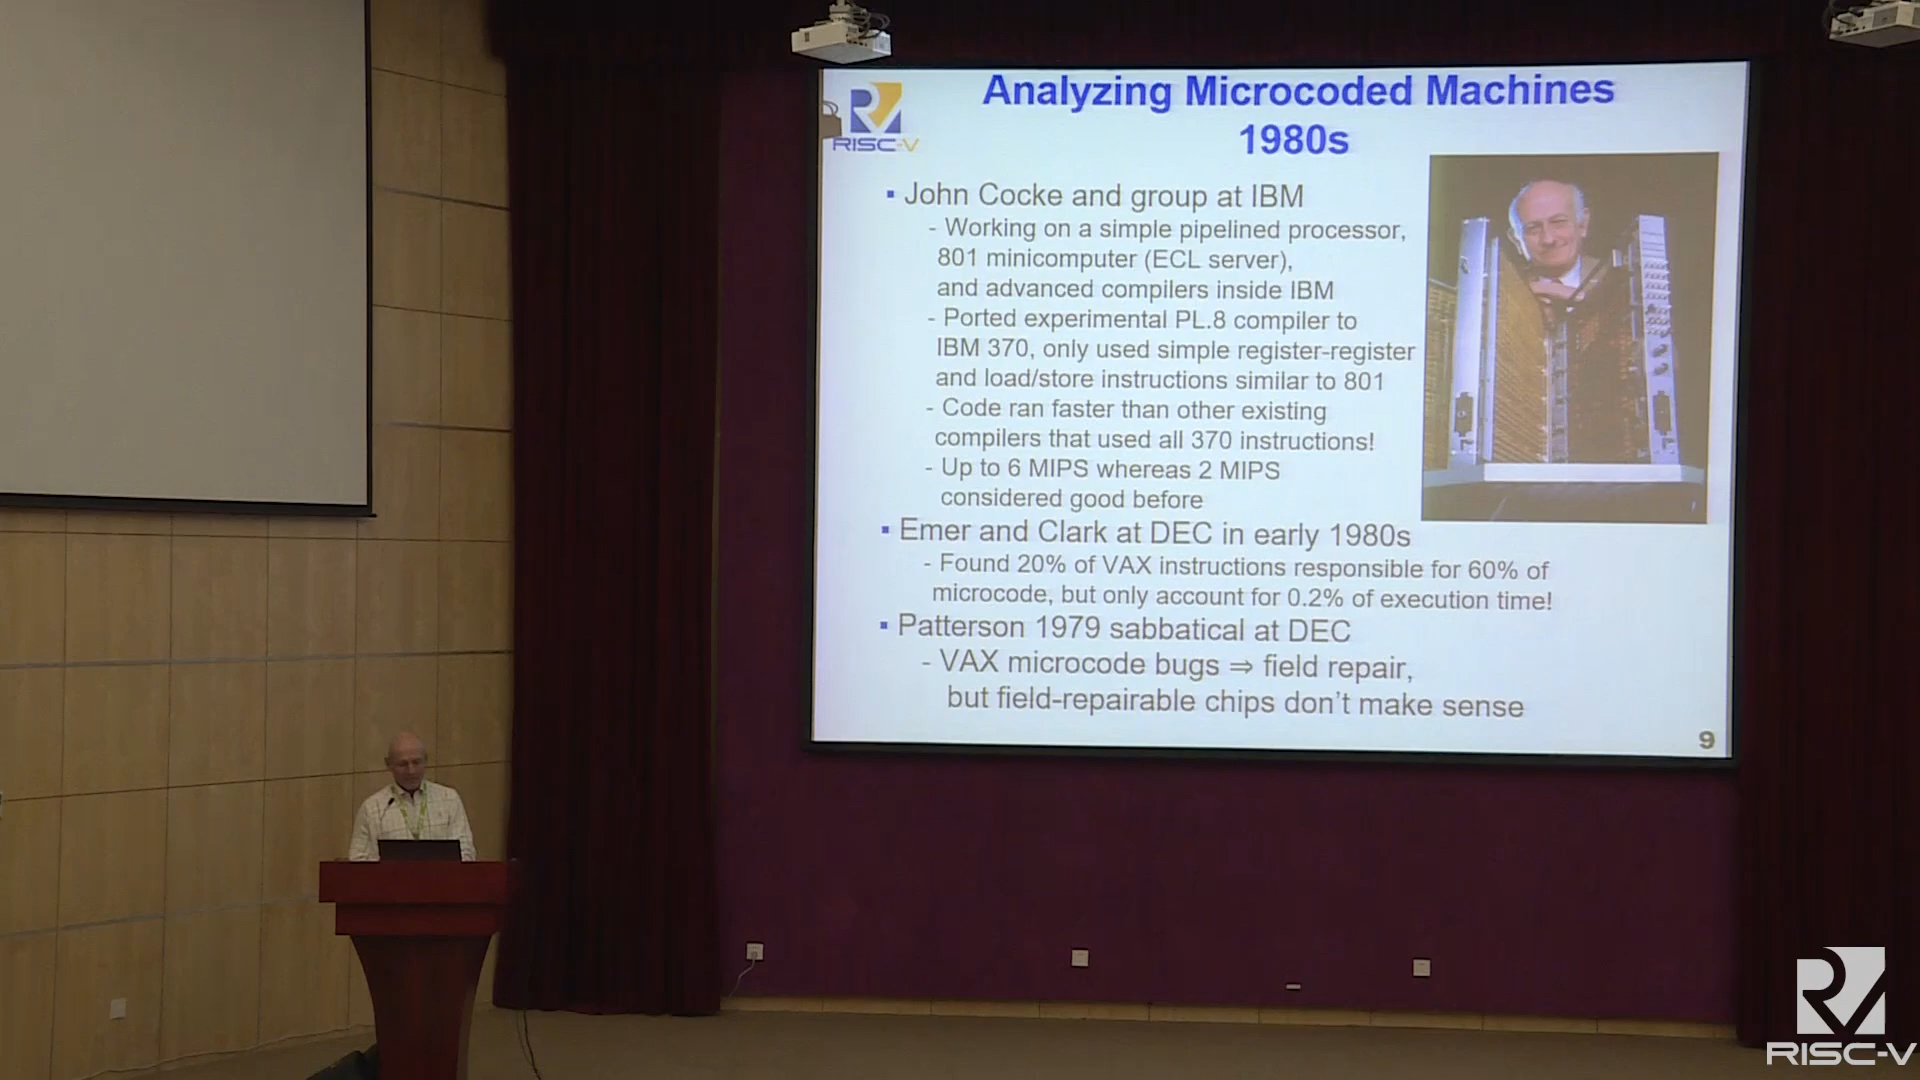 Analyzing Microcoded Machines
1980s
RISC-V
▪ John Cocke and group at IBM
- Working on a simple pipelined processor,
801 minicomputer (ECL server),
and advanced compilers inside IBM
- Ported experimental PL.8 compiler to
IBM 370, only used simple register-register
and load/store instructions similar to 801
- Code ran faster than other existing
compilers that used all 370 instructions!
- Up to 6 MIPS whereas 2 MIPS
considered good before
▪ Emer and Clark at DEC in early 1980s
- Found 20% of VAX instructions responsible for 60% of
microcode, but only account for 0.2% of execution time!
▪ Patterson 1979 sabbatical at DEC
- VAX microcode bugs ⇒ field repair,
but field-repairable chips don't make sense
9
RISC-V